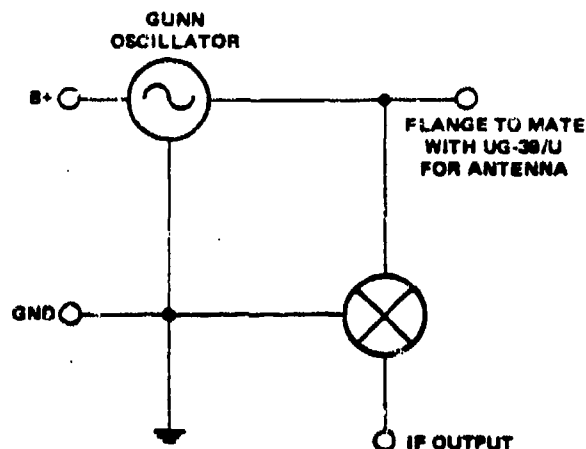 GUNN
OSCILLATOR
B+
FLANGE TO MATE
WITH UG-39/U
FOR ANTENNA
GND
IF OUTPUT